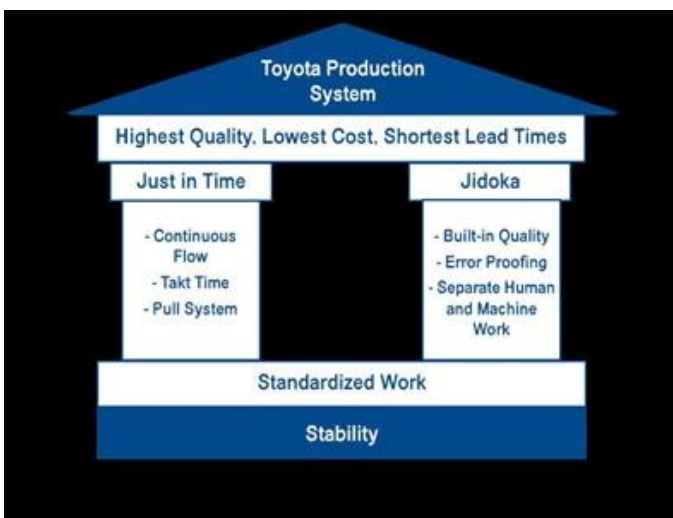 Toyota Production
System
Highest Quality, Lowest Cost, Shortest Lead Times
Just in Time
- Continuous
Flow
- Takt Time
- Pull System
Jidoka
- Built-in Quality
- Error Proofing
- Separate Human
and Machine
Work
Standardized Work
Stability